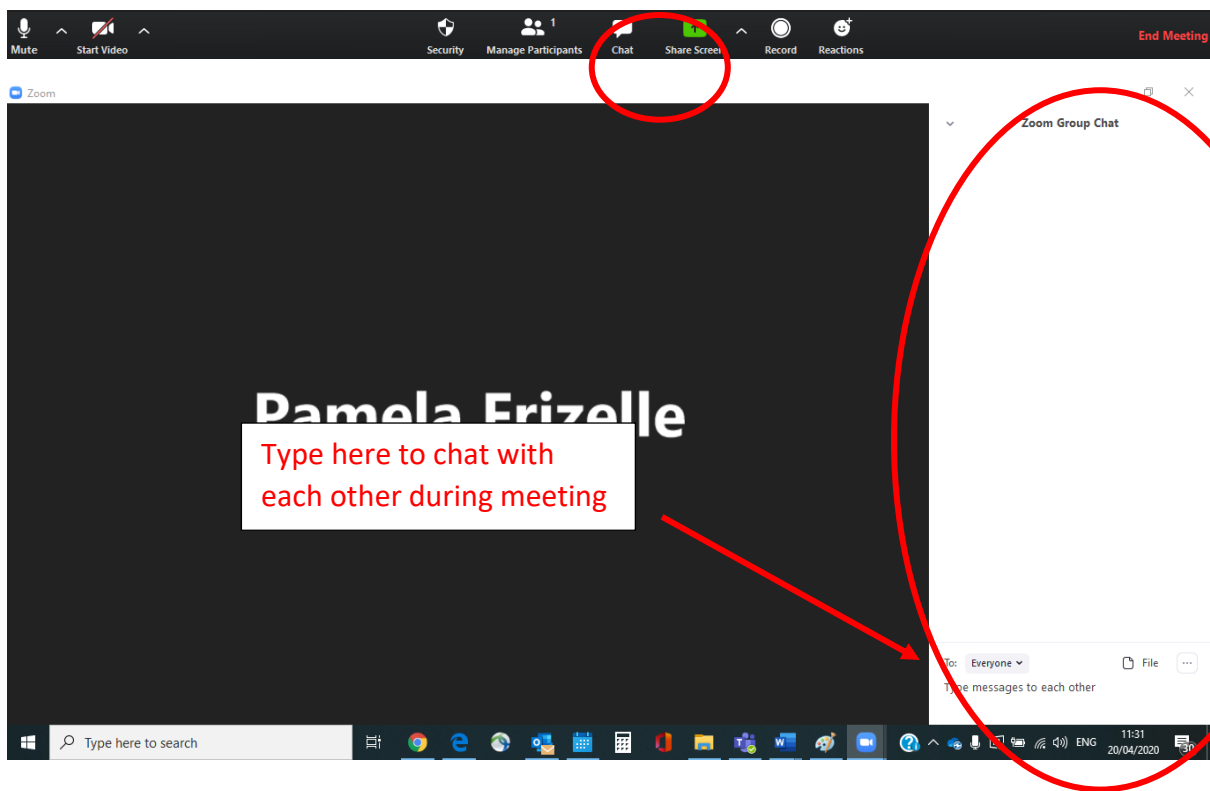 1
Mute Start Video Security Manage Participants Chat Share Screen Record Reactions End Meeting
Zoom
Zoom Group Chat
Pamela Frizelle
Type here to chat with
each other during meeting
To: Everyone File ...
Type messages to each other
Type here to search
ENG
11:31
20/04/2020
30